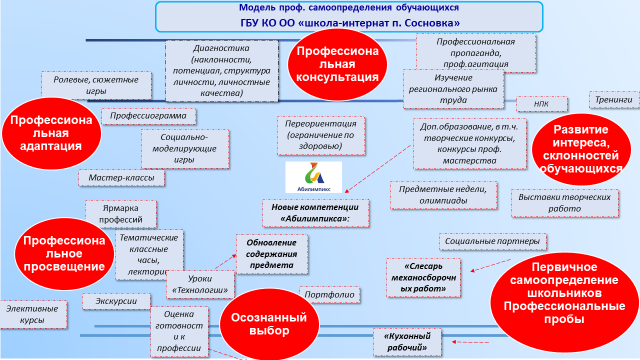 Модель проф. самоопределения обучающихся
ГБУ КО ОО «школа-интернат п. Сосновка»
Диагностика
(наклонности,
потенциал, структура
личности, личностные
качества)
Профессиона
льная
консультация
Профессиональная
пропаганда,
проф.агитация
Изучение
регионального рынка
труда
Ролевые, сюжетные
игры
НПК
Тренинги
Профессиона
льная
адаптация
Профессиограмма
Социально-
моделирующие
игры
Мастер-классы
Переориентация
(ограничение по
здоровью)
Доп.образование, в т.ч.
творческие конкурсы,
конкурсы проф.
мастерства
Развитие
интереса,
склонностей
обучающихся
Абилимпикс
Предметные недели,
олимпиады
Выставки творческих
работ
Ярмарка
профессий
Новые компетенции
«Абилимпикса»:
Профессиона
льное
просвещение
Тематические
классные
часы,
Обновление
содержания
предмета
Социальные партнеры
«Слесарь
механосборочн
ых работ»
Первичное
самоопределение
школьников
Профессиональные
пробы
Уроки
«Технологии»
Портфолио
Экскурсии
Элективные
курсы
Оценка
готовност
и к
профессии
Осознанный
выбор
«Кухонный
рабочий»